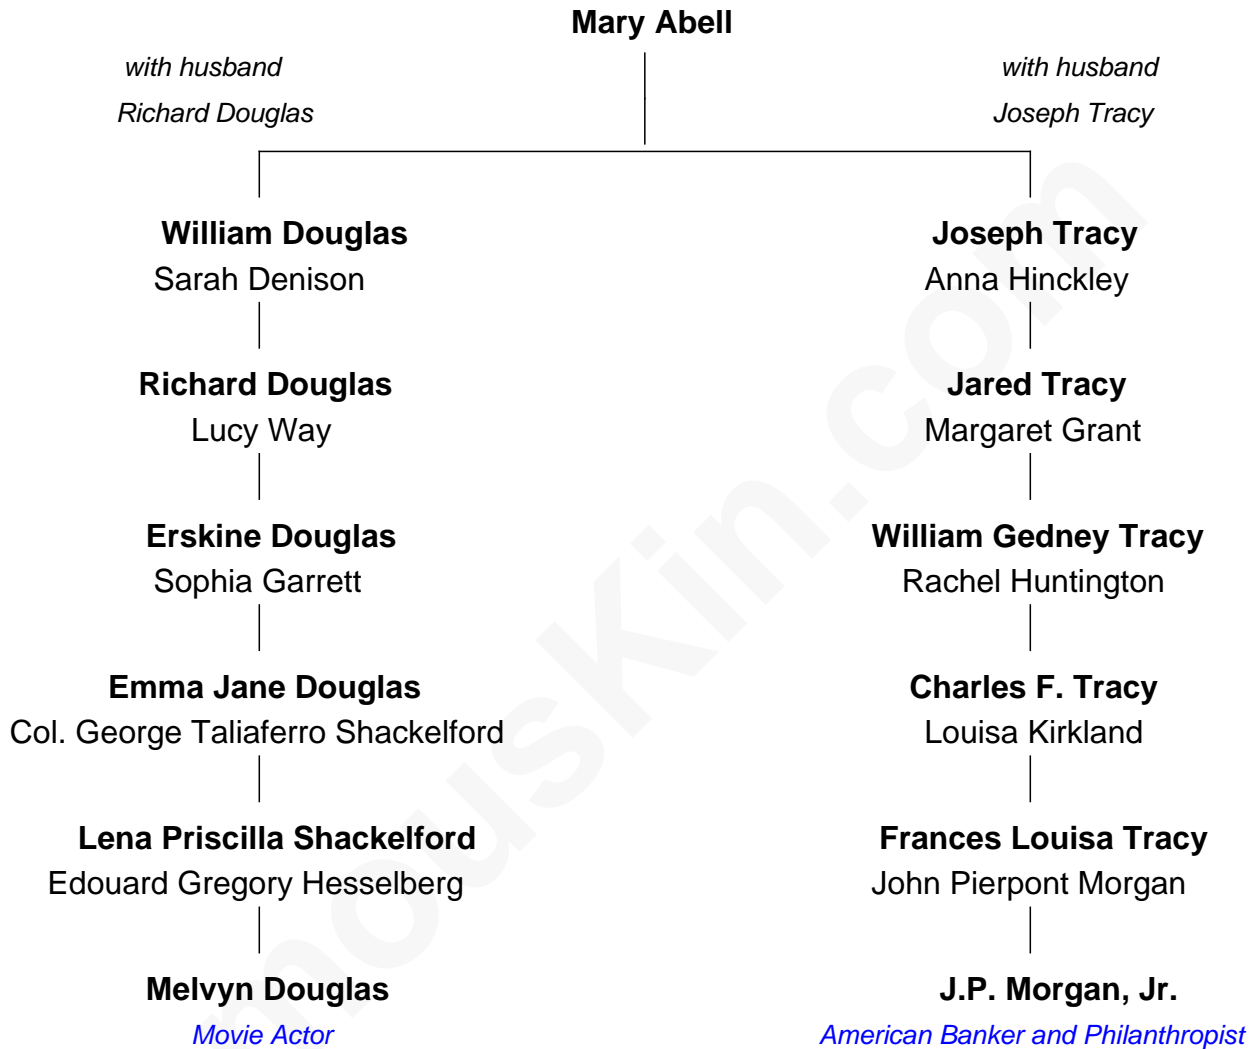 Mary Abell
with husband
Richard Douglas
with husband
Joseph Tracy
William Douglas
Sarah Denison
Joseph Tracy
Anna Hinckley
Richard Douglas
Lucy Way
Jared Tracy
Margaret Grant
Erskine Douglas
Sophia Garrett
William Gedney Tracy
Rachel Huntington
Emma Jane Douglas
Col. George Taliaferro Shackelford
Charles F. Tracy
Louisa Kirkland
Lena Priscilla Shackelford
Edouard Gregory Hesselberg
Frances Louisa Tracy
John Pierpont Morgan
Melvyn Douglas
Movie Actor
J.P. Morgan, Jr.
American Banker and Philanthropist
mousKin.com